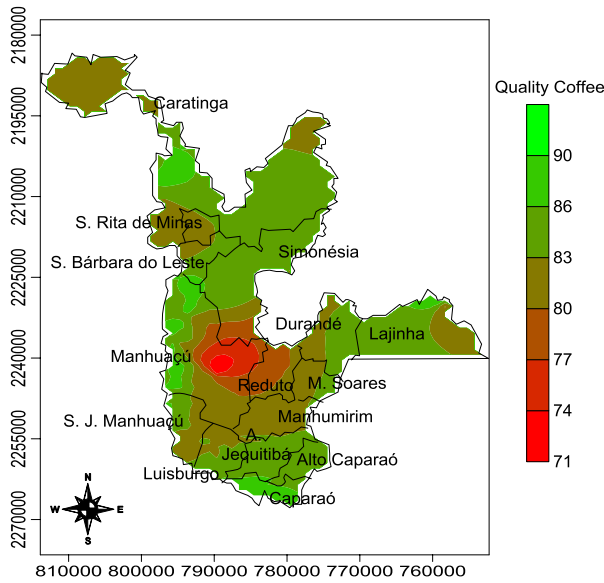 2180000
2195000
2210000
2225000
2240000
2255000
2270000
Caratinga
S. Rita de Minas
S. Bárbara do Leste
Simonésia
Durandé
Lajinha
Manhuaçú
Reduto
M. Soares
S. J. Manhuaçú
Manhumirim
A.
Jequitibá
Alto Caparaó
Luisburgo
Caparaó
N
W
E
S
810000
800000
790000
780000
770000
760000
Quality Coffee
90
86
83
80
77
74
71